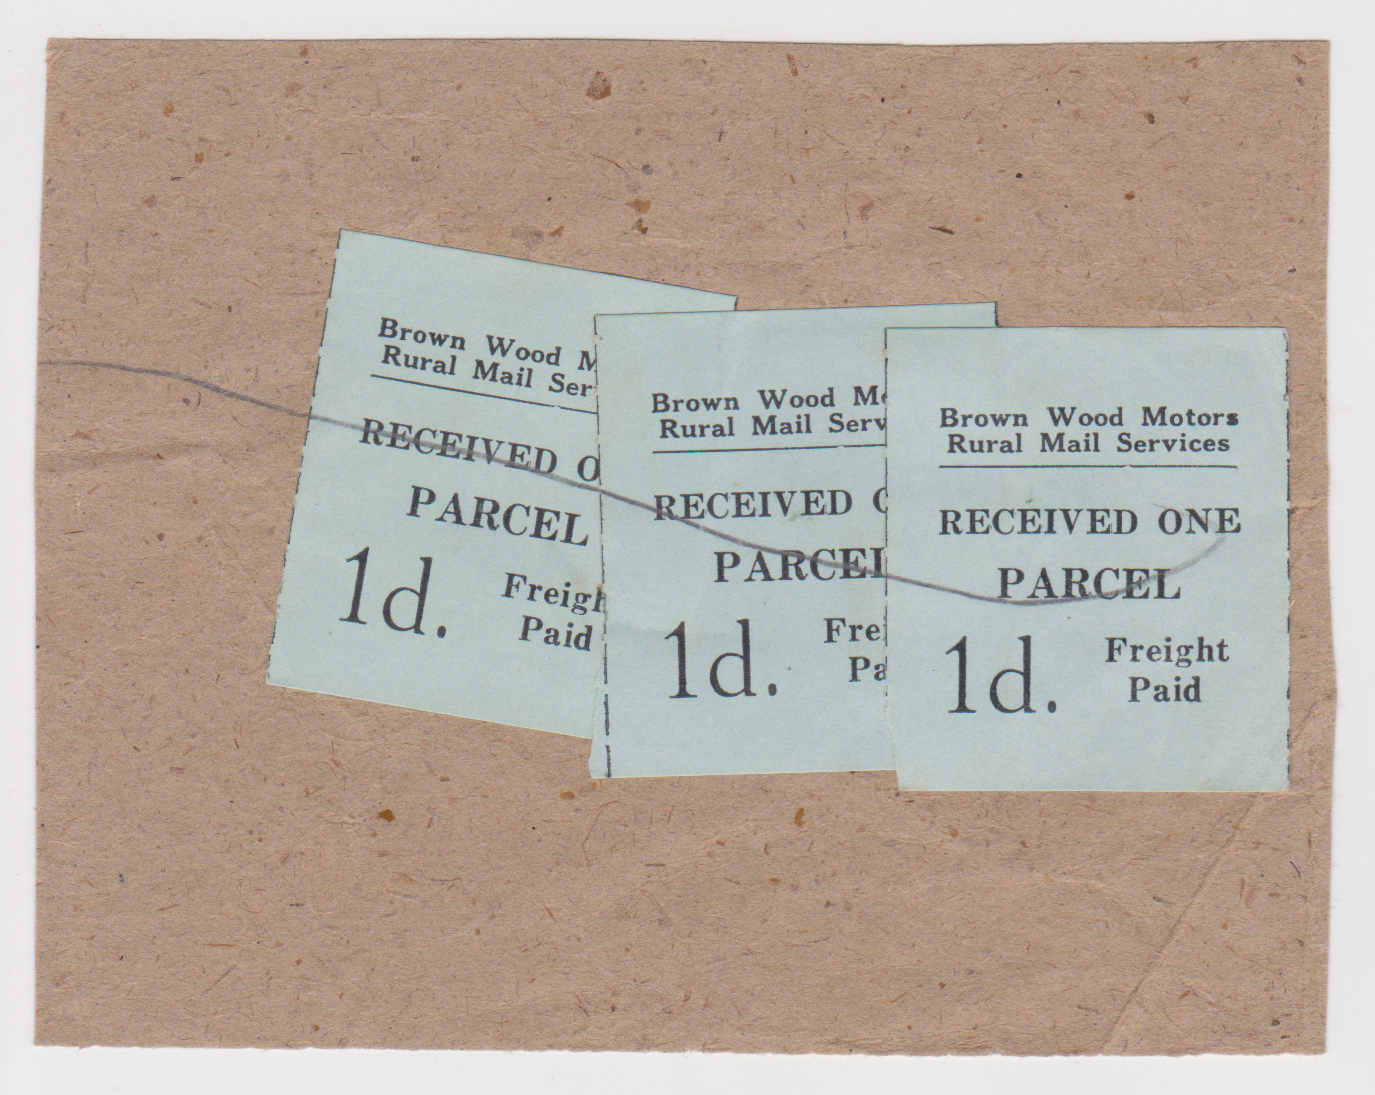 Brown Wood M
Rural Mail Ser
RECEIVED O
PARCEL
1d.
Freigh
Paid
Brown Wood Mo
Rural Mail Serv
RECEIVED O
PARCEL
1d.
Frei
Pa
Brown Wood Motors
Rural Mail Services
RECEIVED ONE
PARCEL
1d.
Freight
Paid